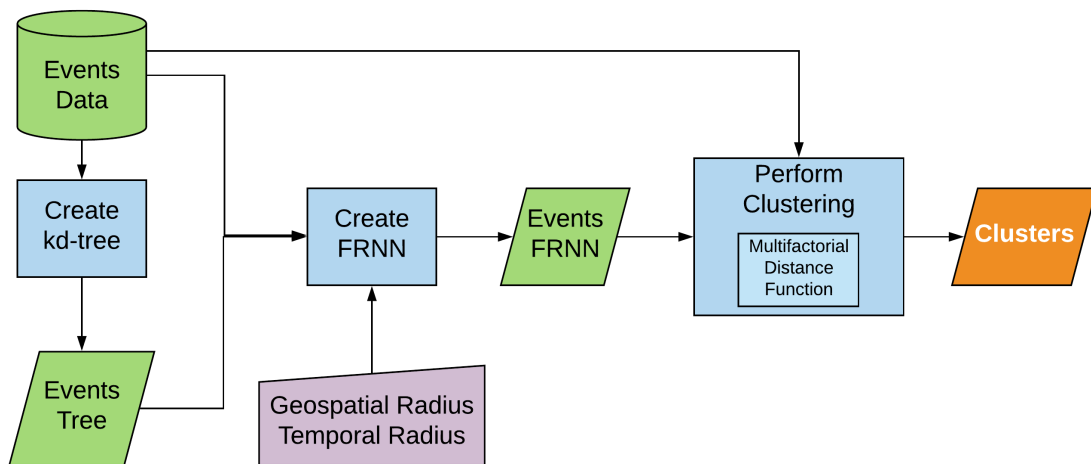 Events
Data
Create
kd-tree
Events
Tree
Create
FRNN
Geospatial Radius
Temporal Radius
Events
FRNN
Perform
Clustering
Multifactorial
Distance
Function
Clusters